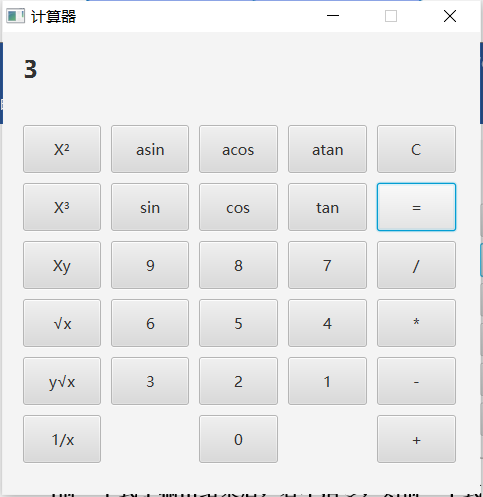 计算器
3
X² asin acos atan C
X³ sin cos tan =
Xy 9 8 7 /
√x 6 5 4 *
y√x 3 2 1 -
1/x 0 +